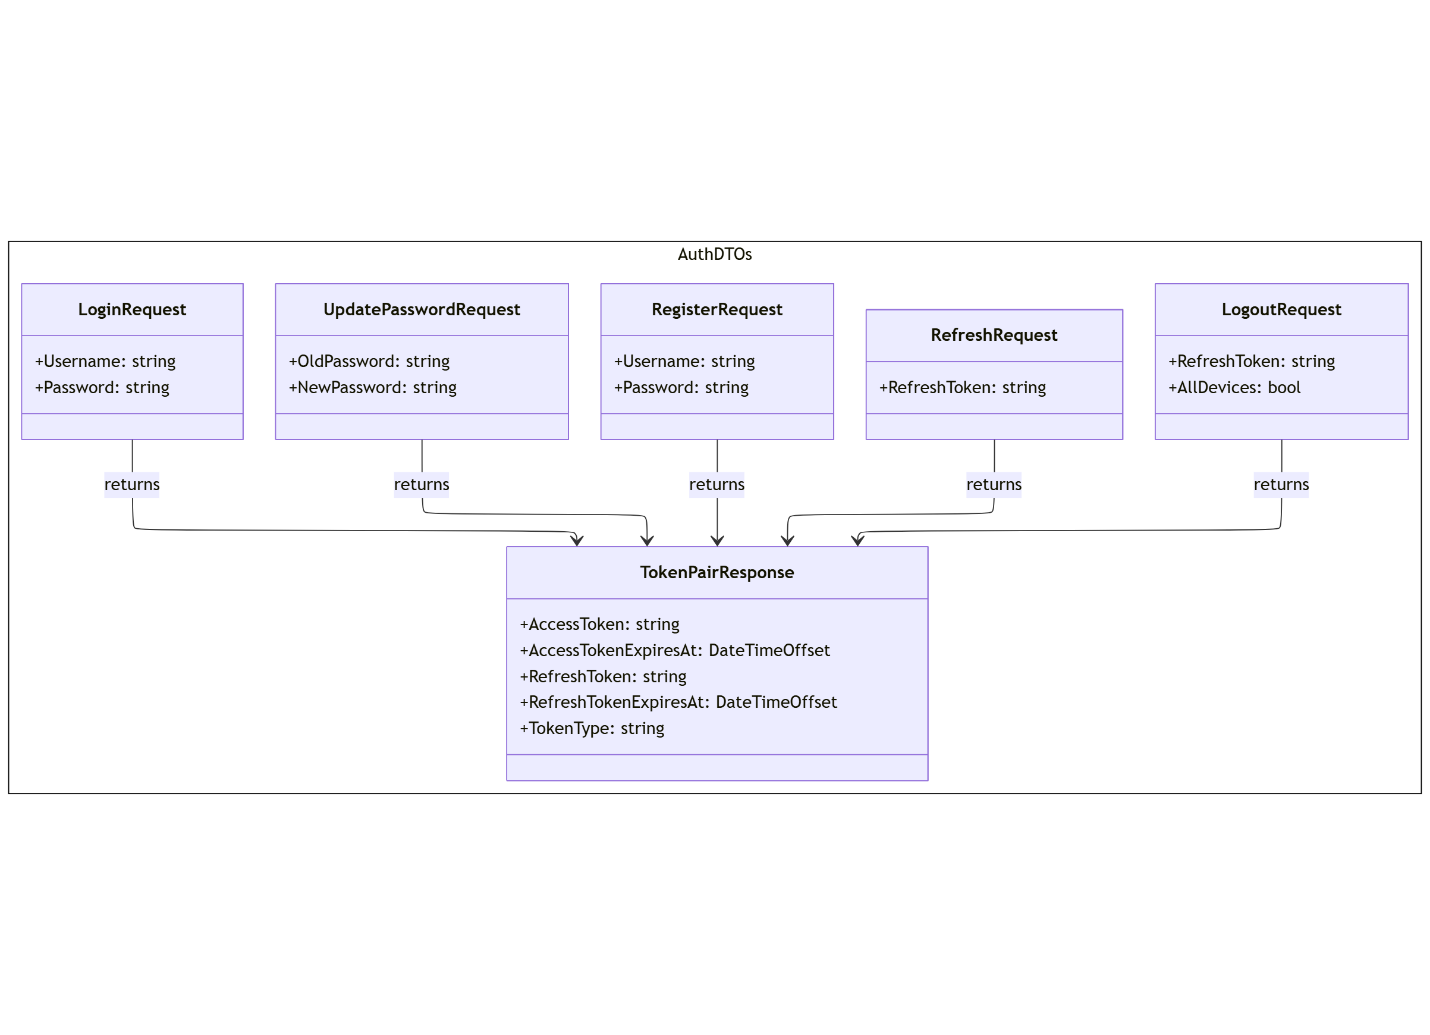 AuthDTOs
LoginRequest
+Username: string
+Password: string
UpdatePasswordRequest
+OldPassword: string
+NewPassword: string
RegisterRequest
+Username: string
+Password: string
RefreshRequest
+RefreshToken: string
LogoutRequest
+RefreshToken: string
+AllDevices: bool
returns
returns
returns
returns
returns
TokenPairResponse
+AccessToken: string
+AccessTokenExpiresAt: DateTimeOffset
+RefreshToken: string
+RefreshTokenExpiresAt: DateTimeOffset
+TokenType: string